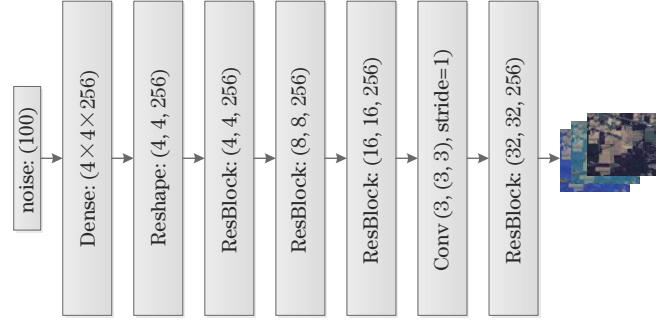 noise: (100)
Dense: (4×4×256)
Reshape: (4, 4, 256)
ResBlock: (4, 4, 256)
ResBlock: (8, 8, 256)
ResBlock: (16, 16, 256)
Conv (3, (3, 3), stride=1)
ResBlock: (32, 32, 256)